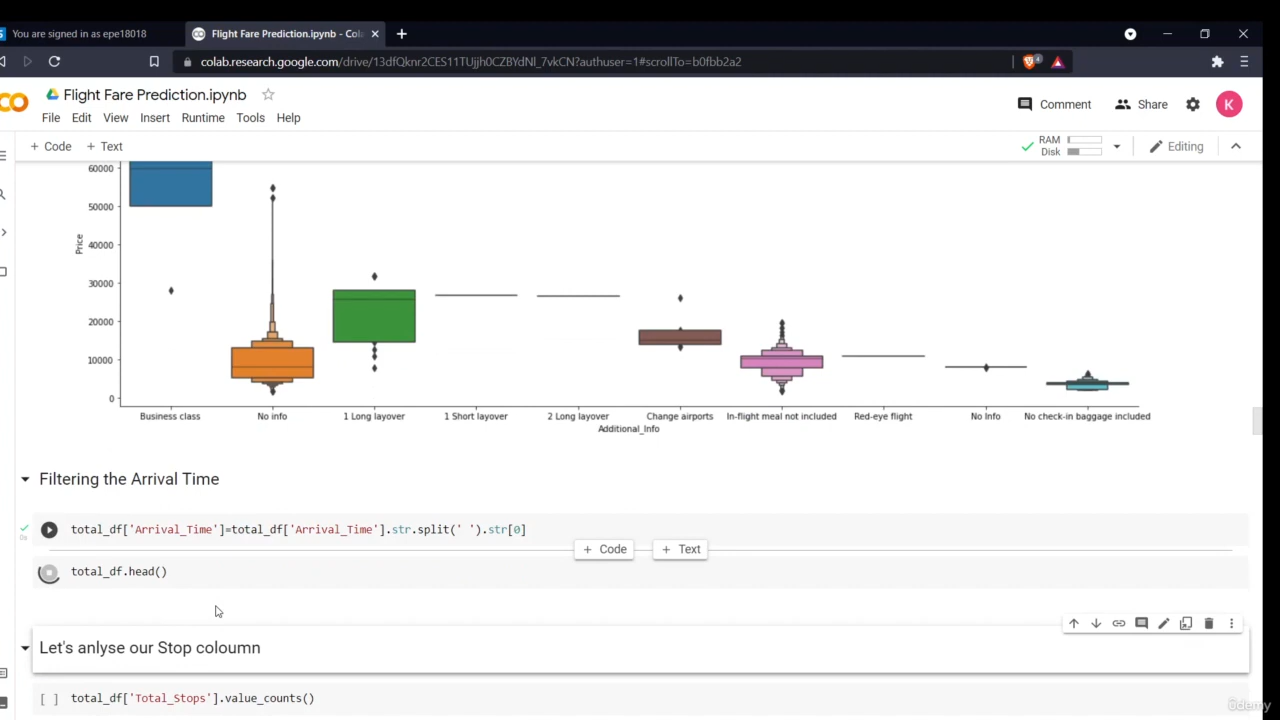 You are signed in as epe18018
Flight Fare Prediction.ipynb - Cola
colab.research.google.com/drive/13dfQknr2CES11TUjjh0CZBYdNl_7vkCN?authuser=1#scrollTo=b0fbb2a2
4
Flight Fare Prediction.ipynb
Comment
Share
K
File Edit View Insert Runtime Tools Help
+ Code + Text
RAM
Disk
Editing
60000
50000
40000
30000
20000
10000
0
Price
Business class No info 1 Long layover 1 Short layover 2 Long layover Change airports In-flight meal not included Red-eye flight No Info No check-in baggage included
Additional_Info
Filtering the Arrival Time
total_df['Arrival_Time']=total_df['Arrival_Time'].str.split(' ').str[0]
0s
+ Code + Text
total_df.head()
Let's anlyse our Stop coloumn
[ ] total_df['Total_Stops'].value_counts()
ûdemy